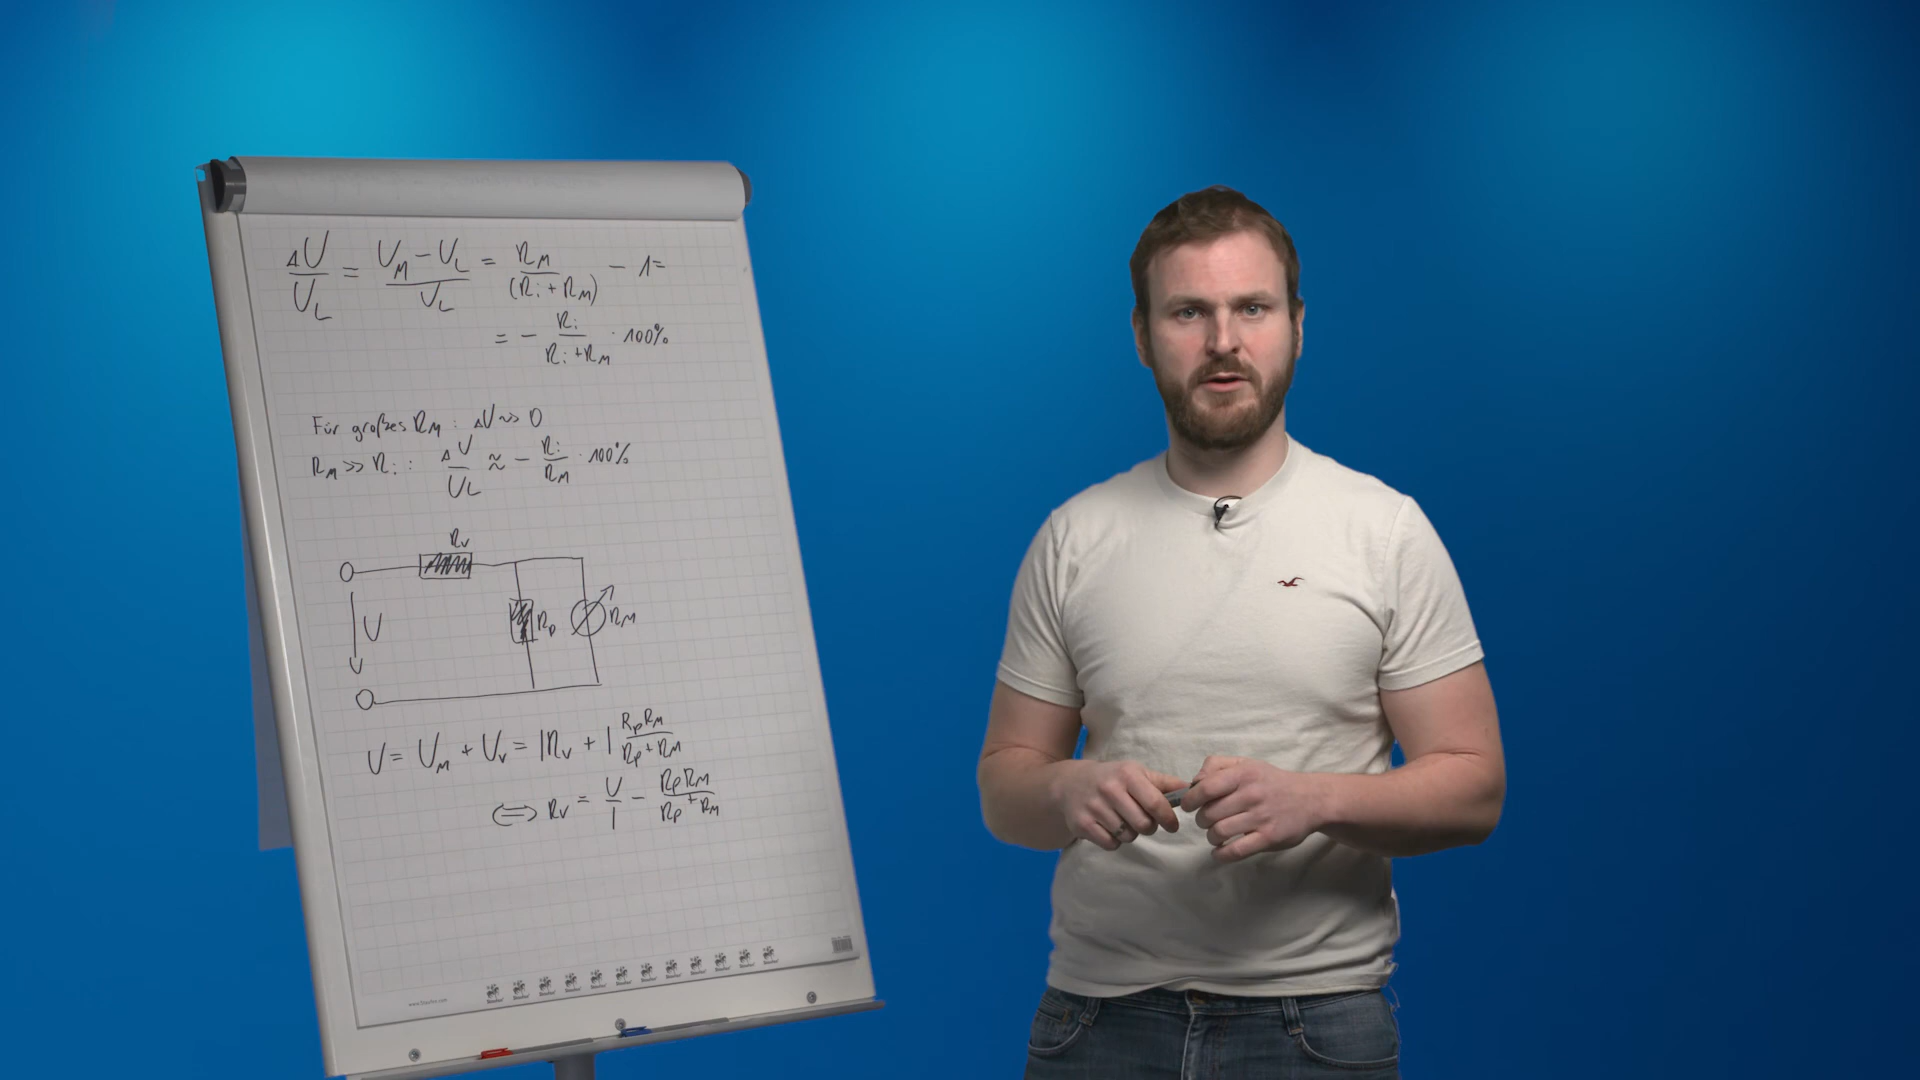 ΔU/U_L = (U_M - U_L)/U_L = R_M/(R_i + R_M) - 1 =
= - R_i/(R_i + R_M) · 100%
Für großes R_M : ΔU ~> 0
R_M >> R_i : ΔU/U_L ≈ - R_i/R_M · 100%
R_V
U
R_P
R_M
U = U_M + U_V = I R_V + I (R_P R_M)/(R_P + R_M)
<=> R_V = U/I - (R_P R_M)/(R_P + R_M)